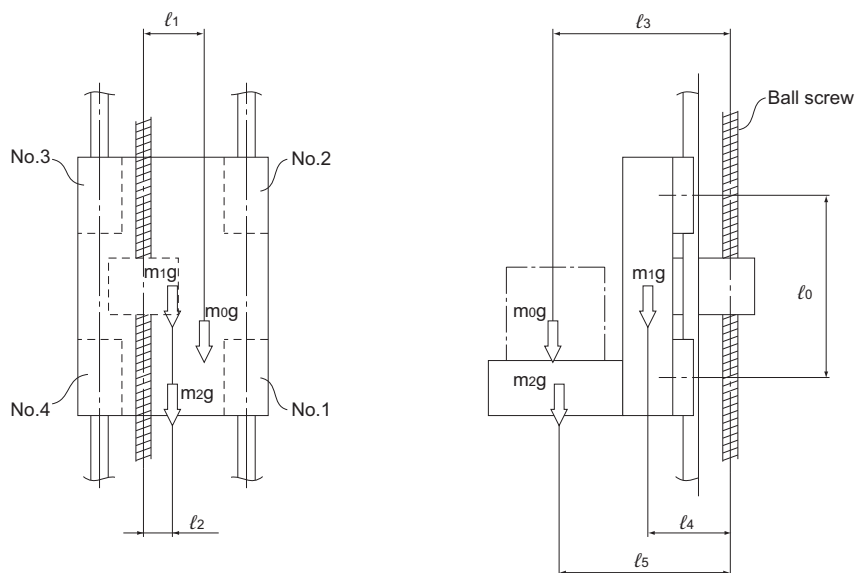 ℓ1
No.3
No.2
m1g
m0g
m2g
No.4
No.1
ℓ2
ℓ3
Ball screw
m1g
ℓ0
m0g
m2g
ℓ4
ℓ5